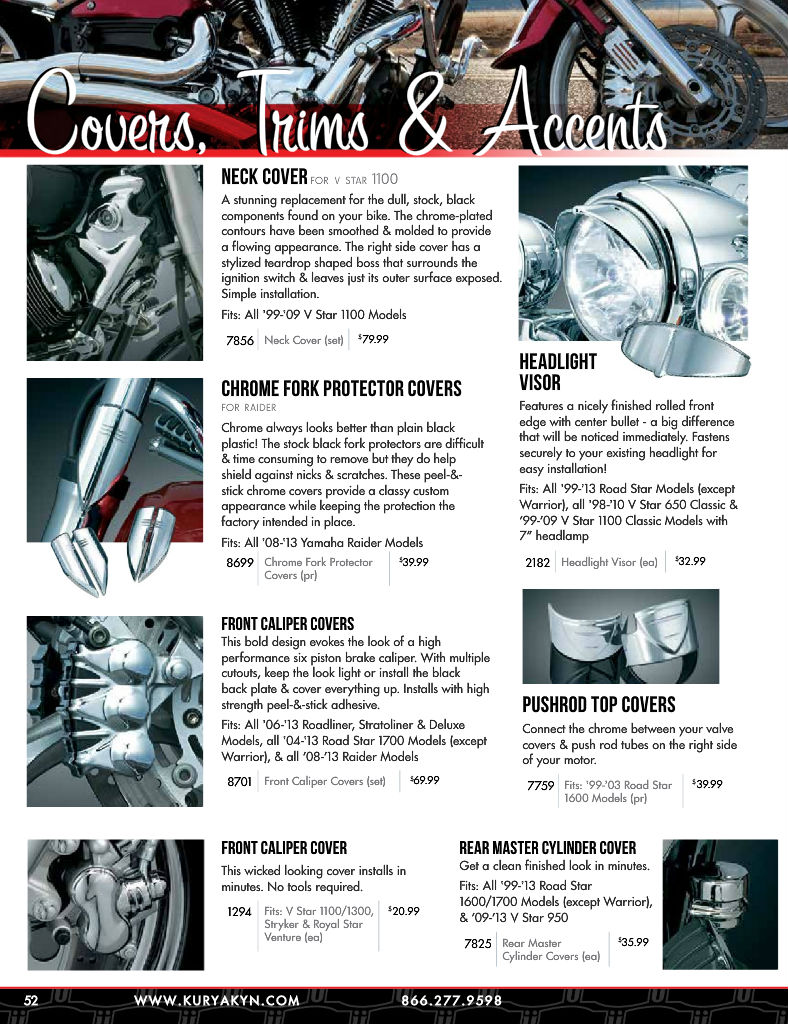 Covers, Trims & Accents
NECK COVER FOR V STAR 1100
A stunning replacement for the dull, stock, black
components found on your bike. The chrome-plated
contours have been smoothed & molded to provide
a flowing appearance. The right side cover has a
stylized teardrop shaped boss that surrounds the
ignition switch & leaves just its outer surface exposed.
Simple installation.
Fits: All '99-'09 V Star 1100 Models
7856 Neck Cover (set) $79.99
CHROME FORK PROTECTOR COVERS
FOR RAIDER
Chrome always looks better than plain black
plastic! The stock black fork protectors are difficult
& time consuming to remove but they do help
shield against nicks & scratches. These peel-&-
stick chrome covers provide a classy custom
appearance while keeping the protection the
factory intended in place.
Fits: All '08-'13 Yamaha Raider Models
8699 Chrome Fork Protector $39.99
Covers (pr)
FRONT CALIPER COVERS
This bold design evokes the look of a high
performance six piston brake caliper. With multiple
cutouts, keep the look light or install the black
back plate & cover everything up. Installs with high
strength peel-&-stick adhesive.
Fits: All '06-'13 Roadliner, Stratoliner & Deluxe
Models, all '04-'13 Road Star 1700 Models (except
Warrior), & all '08-'13 Raider Models
8701 Front Caliper Covers (set) $69.99
HEADLIGHT
VISOR
Features a nicely finished rolled front
edge with center bullet - a big difference
that will be noticed immediately. Fastens
securely to your existing headlight for
easy installation!
Fits: All '99-'13 Road Star Models (except
Warrior), all '98-'10 V Star 650 Classic &
'99-'09 V Star 1100 Classic Models with
7" headlamp
2182 Headlight Visor (ea) $32.99
PUSHROD TOP COVERS
Connect the chrome between your valve
covers & push rod tubes on the right side
of your motor.
7759 Fits: '99-'03 Road Star $39.99
1600 Models (pr)
FRONT CALIPER COVER
This wicked looking cover installs in
minutes. No tools required.
1294 Fits: V Star 1100/1300, $20.99
Stryker & Royal Star
Venture (ea)
REAR MASTER CYLINDER COVER
Get a clean finished look in minutes.
Fits: All '99-'13 Road Star
1600/1700 Models (except Warrior),
& '09-'13 V Star 950
7825 Rear Master $35.99
Cylinder Covers (ea)
52 WWW.KURYAKYN.COM 866.277.9598